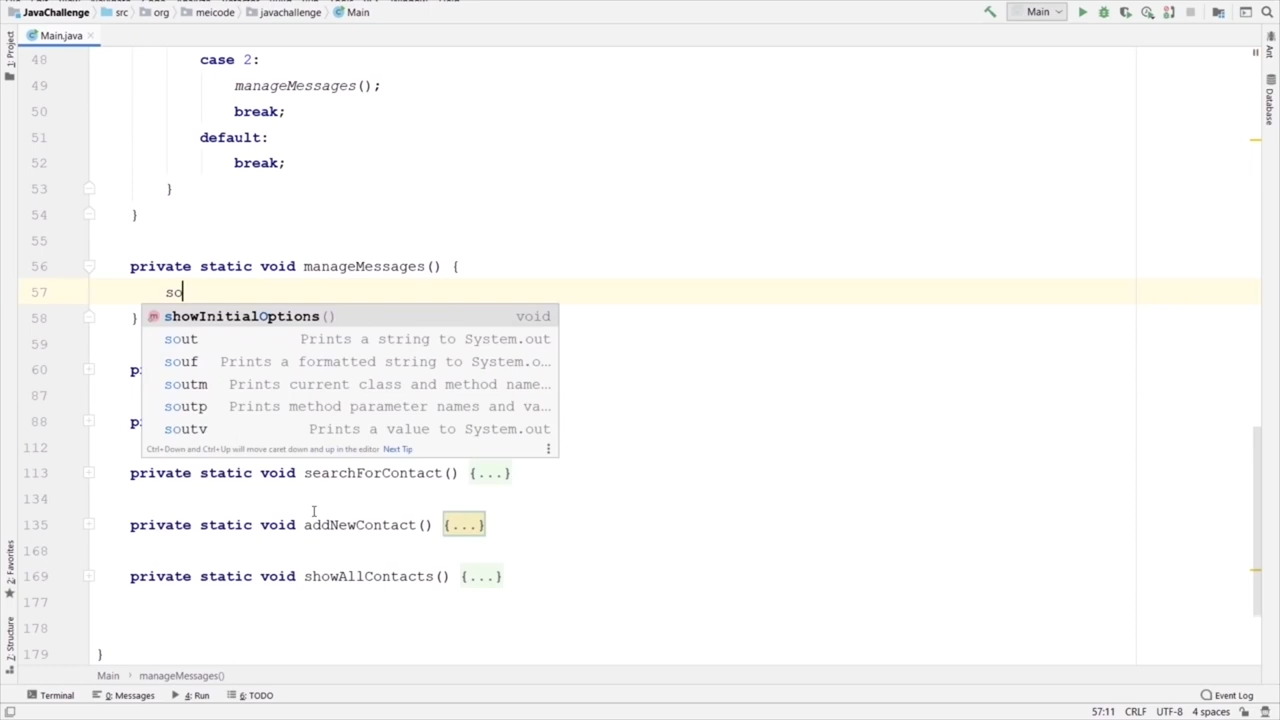 JavaChallenge src org meicode javachallenge Main Main
Main.java
1: Project
Ant
Database
48 case 2:
49 manageMessages();
50 break;
51 default:
52 break;
53 }
54 }
55
56 private static void manageMessages() {
57 so
showInitialOptions() void
58 }
sout Prints a string to System.out
59
souf Prints a formatted string to System.o...
60 p
soutm Prints current class and method name...
87
soutp Prints method parameter names and va...
88 p
soutv Prints a value to System.out
112
Ctrl+Down and Ctrl+Up will move caret down and up in the editor Next Tip
113 private static void searchForContact() {...}
134
135 private static void addNewContact() {...}
168
169 private static void showAllContacts() {...}
177
178
179 }
2: Favorites
Z: Structure
Main manageMessages()
Terminal 0: Messages 4: Run 6: TODO Event Log
57:11 CRLF UTF-8 4 spaces